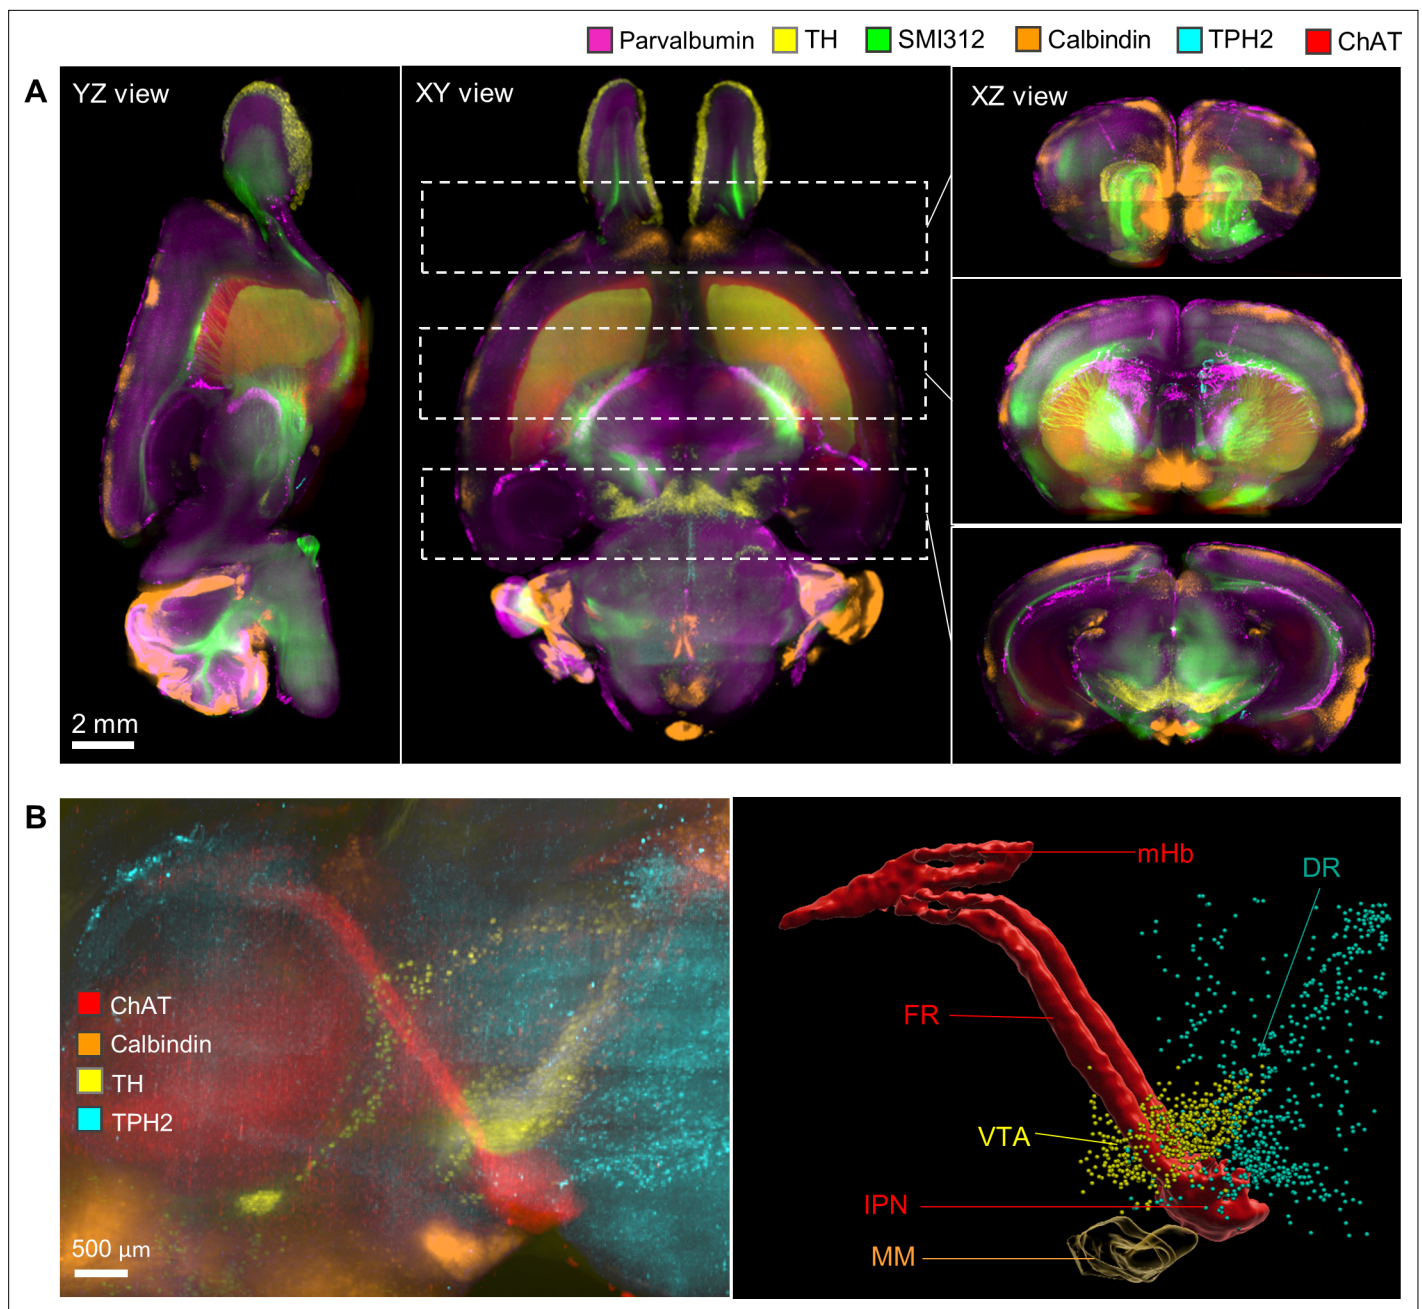 Parvalbumin TH SMI312 Calbindin TPH2 ChAT
A
YZ view
XY view
XZ view
2 mm
B
ChAT
Calbindin
TH
TPH2
500 µm
mHb
DR
FR
VTA
IPN
MM